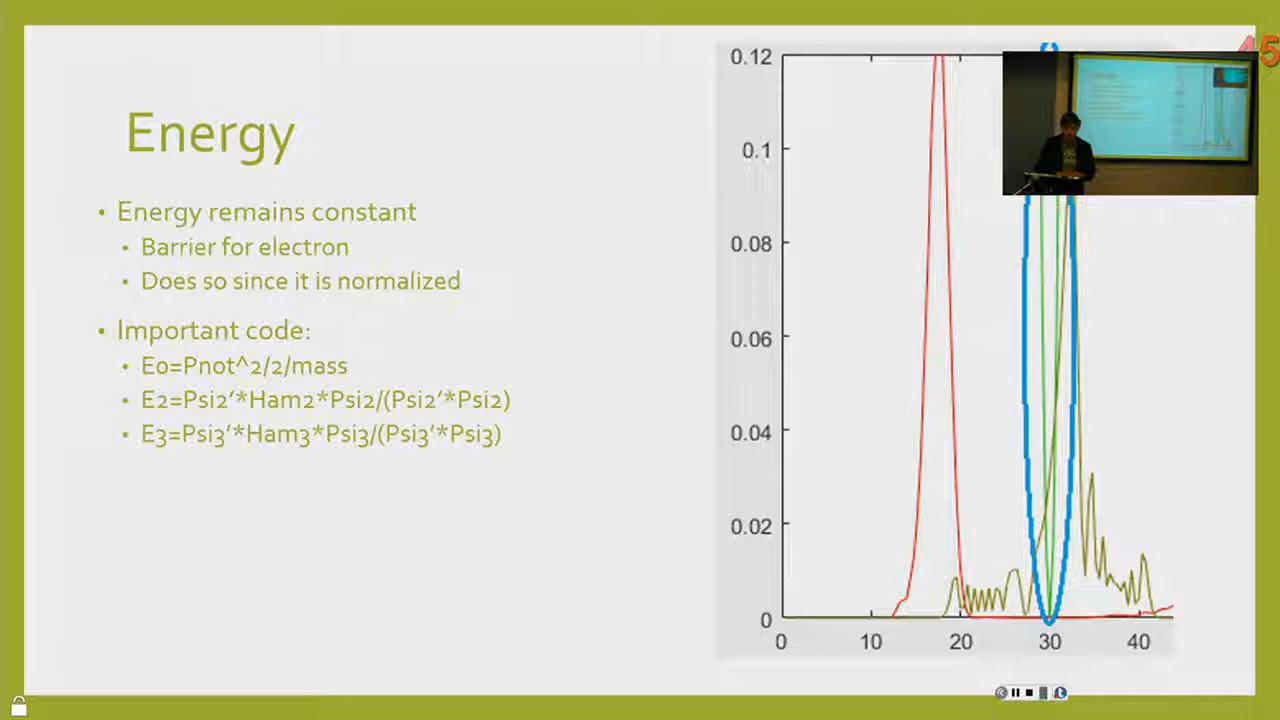 Energy
• Energy remains constant
• Barrier for electron
• Does so since it is normalized
• Important code:
• E0=Pnot^2/2/mass
• E2=Psi2’*Ham2*Psi2/(Psi2’*Psi2)
• E3=Psi3’*Ham3*Psi3/(Psi3’*Psi3)
0.12
0.1
0.08
0.06
0.04
0.02
0
0 10 20 30 40
45